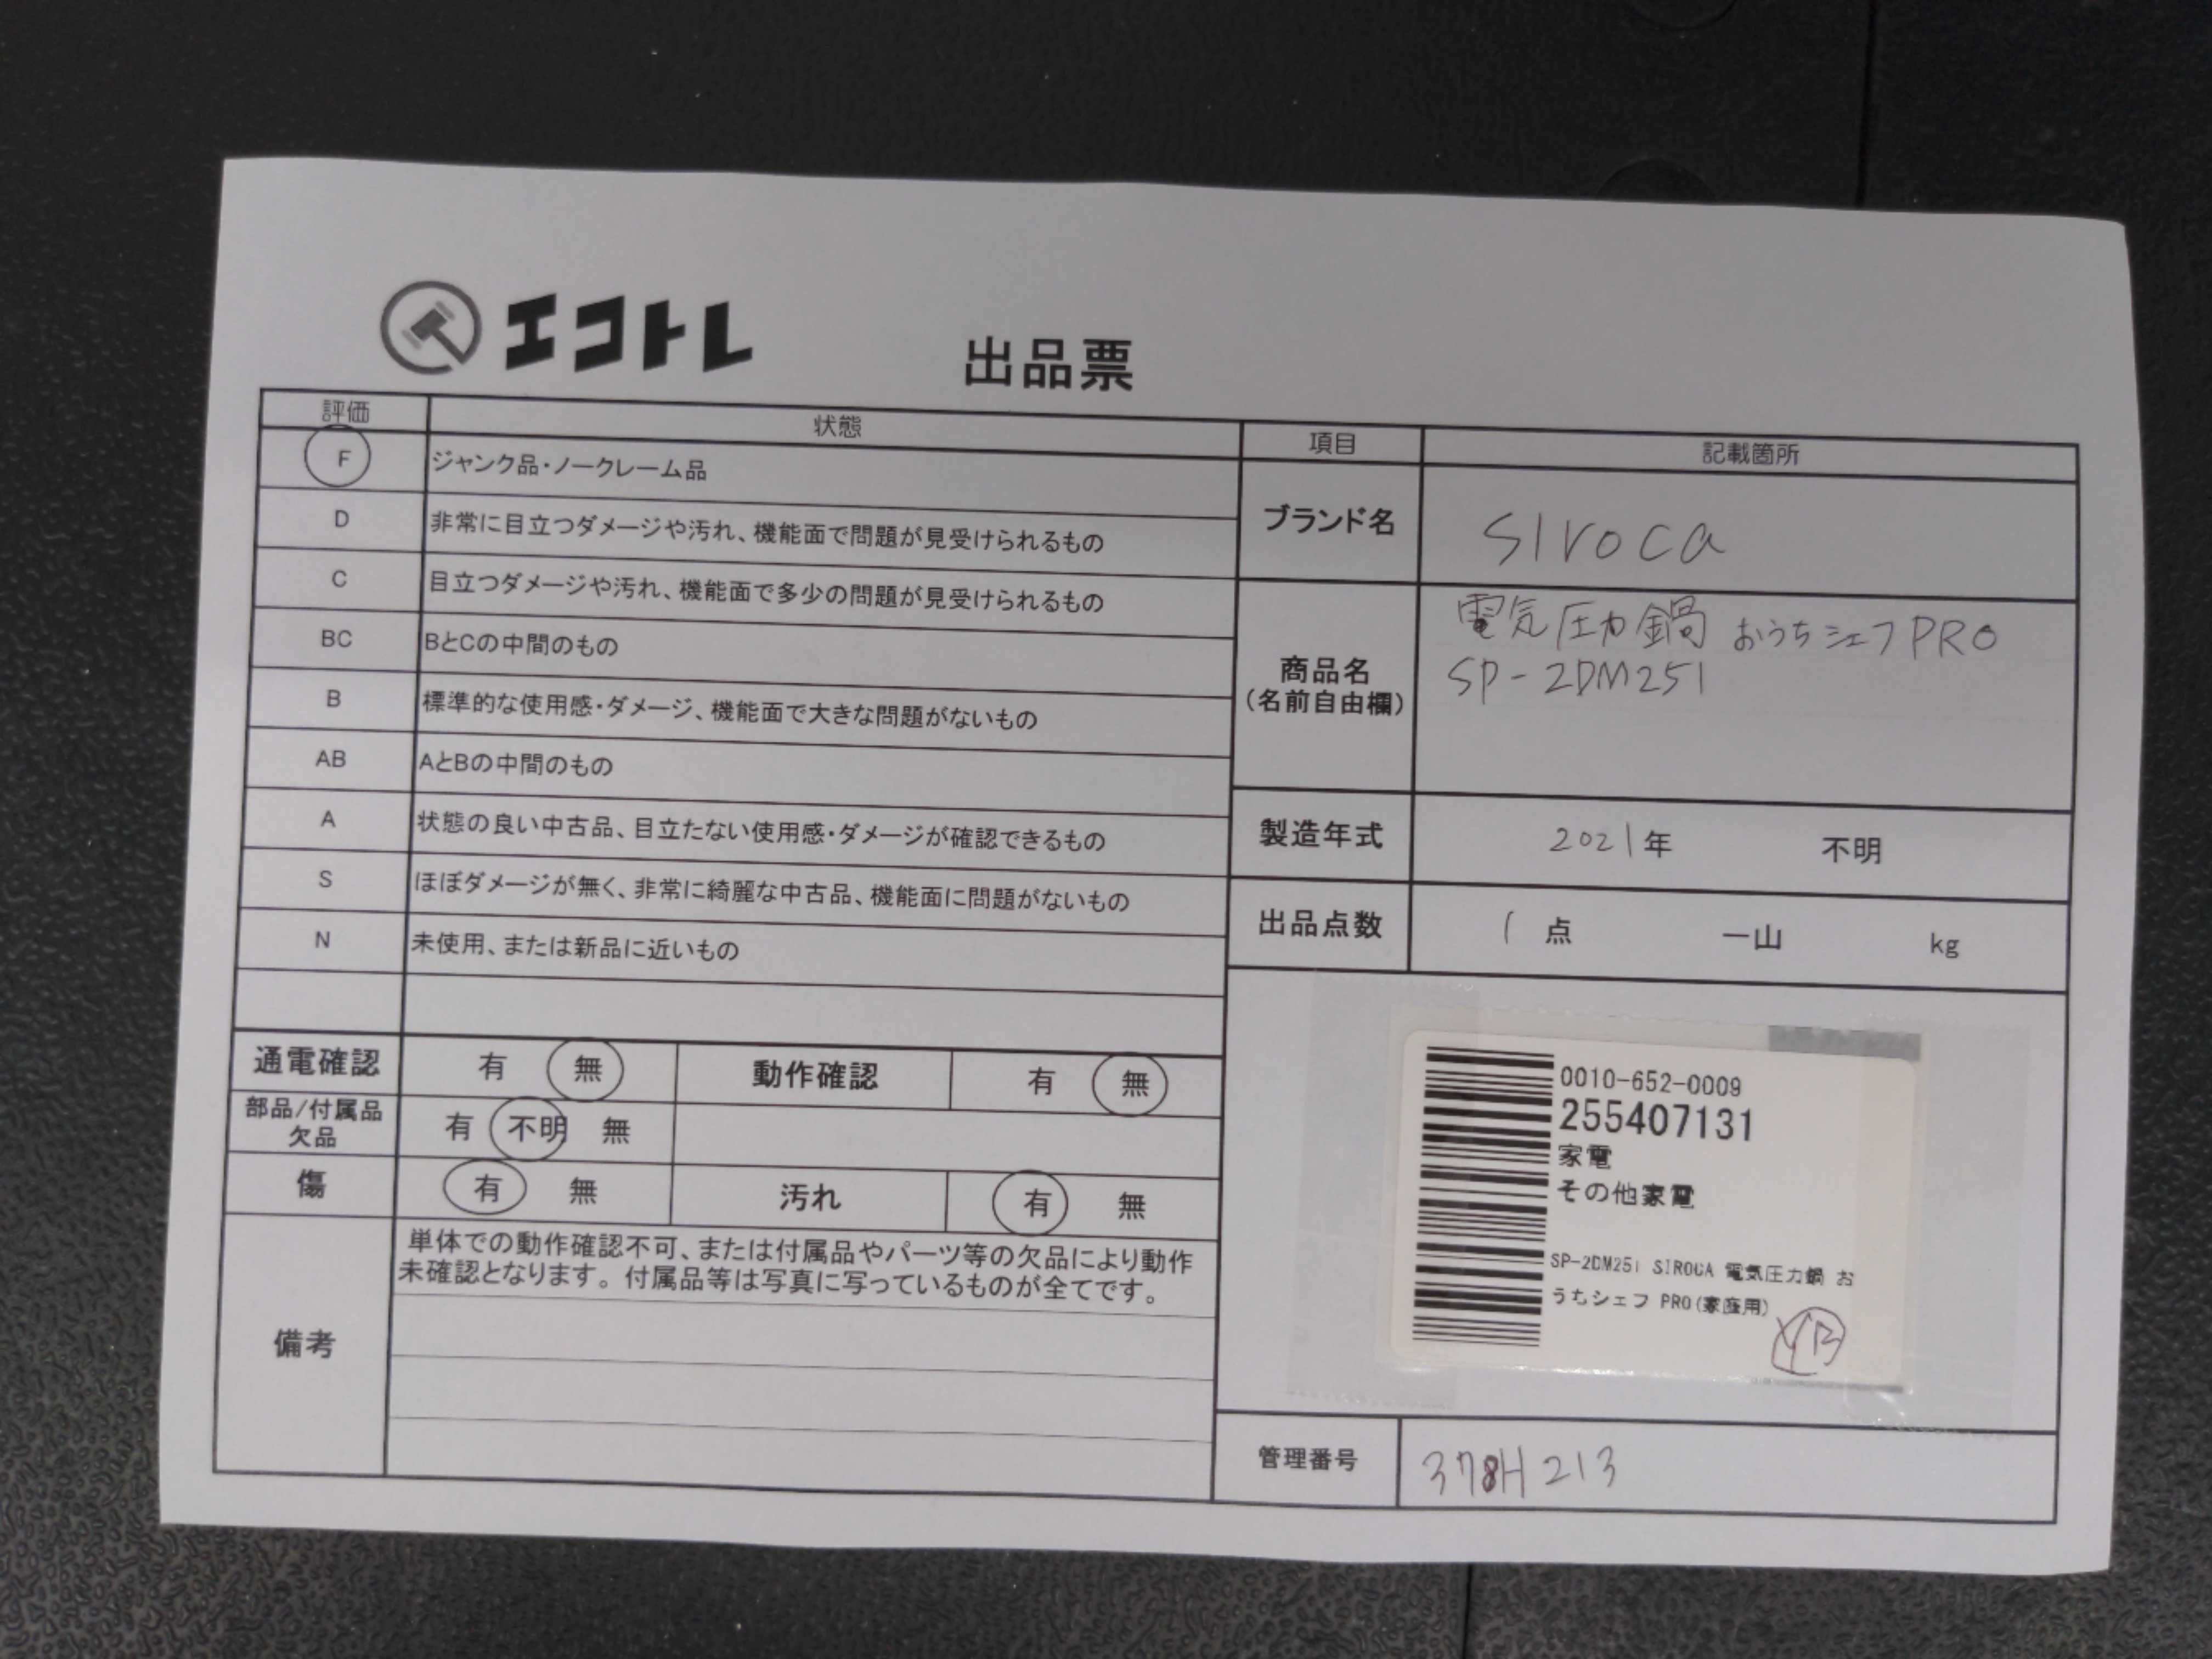 エコトレ
出品票
評価 状態
F ジャンク品・ノークレーム品
D 非常に目立つダメージや汚れ、機能面で問題が見受けられるもの
C 目立つダメージや汚れ、機能面で多少の問題が見受けられるもの
BC BとCの中間のもの
B 標準的な使用感・ダメージ、機能面で大きな問題がないもの
AB AとBの中間のもの
A 状態の良い中古品、目立たない使用感・ダメージが確認できるもの
S ほぼダメージが無く、非常に綺麗な中古品、機能面に問題がないもの
N 未使用、または新品に近いもの
通電確認 有 無 動作確認 有 無
部品/付属品
欠品
有 不明 無
傷 有 無 汚れ 有 無
備考
単体での動作確認不可、または付属品やパーツ等の欠品により動作
未確認となります。付属品等は写真に写っているものが全てです。
項目 記載箇所
ブランド名 siroca
商品名
(名前自由欄)
電気圧力鍋 おうちシェフPRO
SP-2DM251
製造年式 2021年 不明
出品点数 1 点 一山 kg
0010-652-0009
255407131
家電
その他家電
SP-2DM251 SIROCA 電気圧力鍋 お
うちシェフ PRO(家庭用)
管理番号 378H213